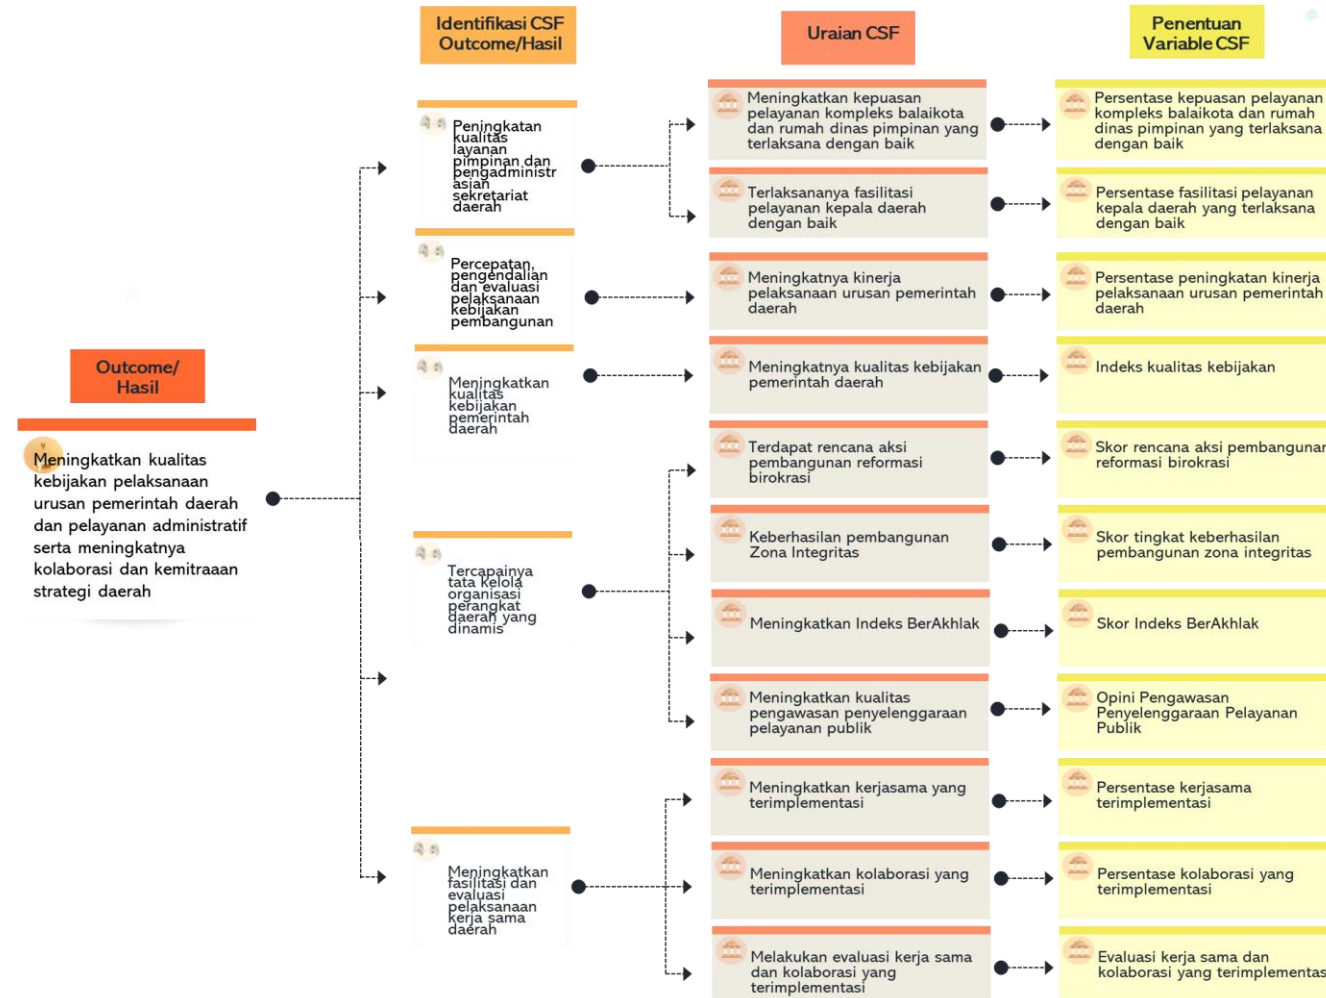 Identifikasi CSF
Outcome/Hasil
Uraian CSF
Penentuan
Variable CSF
Outcome/
Hasil
Meningkatkan kualitas
kebijakan pelaksanaan
urusan pemerintah daerah
dan pelayanan administratif
serta meningkatnya
kolaborasi dan kemitraaan
strategi daerah
Peningkatan
kualitas
layanan
pimpinan dan
pengadministr
asian
sekretariat
daerah
Meningkatkan kepuasan
pelayanan kompleks balaikota
dan rumah dinas pimpinan yang
terlaksana dengan baik
Persentase kepuasan pelayanan
kompleks balaikota dan rumah
dinas pimpinan yang terlaksana
dengan baik
Terlaksananya fasilitasi
pelayanan kepala daerah
dengan baik
Persentase fasilitasi pelayanan
kepala daerah yang terlaksana
dengan baik
Percepatan,
pengendalian
dan evaluasi
pelaksanaan
kebijakan
pembangunan
Meningkatnya kinerja
pelaksanaan urusan pemerintah
daerah
Persentase peningkatan kinerja
pelaksanaan urusan pemerintah
daerah
Meningkatkan
kualitas
kebijakan
pemerintah
daerah
Meningkatnya kualitas kebijakan
pemerintah daerah
Indeks kualitas kebijakan
Tercapainya
tata kelola
organisasi
perangkat
daerah yang
dinamis
Terdapat rencana aksi
pembangunan reformasi
birokrasi
Skor rencana aksi pembangunan
reformasi birokrasi
Keberhasilan pembangunan
Zona Integritas
Skor tingkat keberhasilan
pembangunan zona integritas
Meningkatkan Indeks BerAkhlak
Skor Indeks BerAkhlak
Meningkatkan kualitas
pengawasan penyelenggaraan
pelayanan publik
Opini Pengawasan
Penyelenggaraan Pelayanan
Publik
Meningkatkan
fasilitasi dan
evaluasi
pelaksanaan
kerja sama
daerah
Meningkatkan kerjasama yang
terimplementasi
Persentase kerjasama
terimplementasi
Meningkatkan kolaborasi yang
terimplementasi
Persentase kolaborasi yang
terimplementasi
Melakukan evaluasi kerja sama
dan kolaborasi yang
terimplementasi
Evaluasi kerja sama dan
kolaborasi yang terimplementas